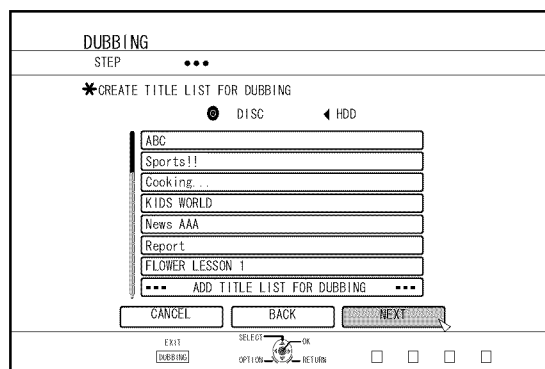 DUBBING
STEP
CREATE TITLE LIST FOR DUBBING
DISC HDD
ABC
Sports!!
Cooking...
KIDS WORLD
News AAA
Report
FLOWER LESSON 1
ADD TITLE LIST FOR DUBBING
CANCEL BACK NEXT
EXIT SELECT OK
DUBBING OPTION RETURN